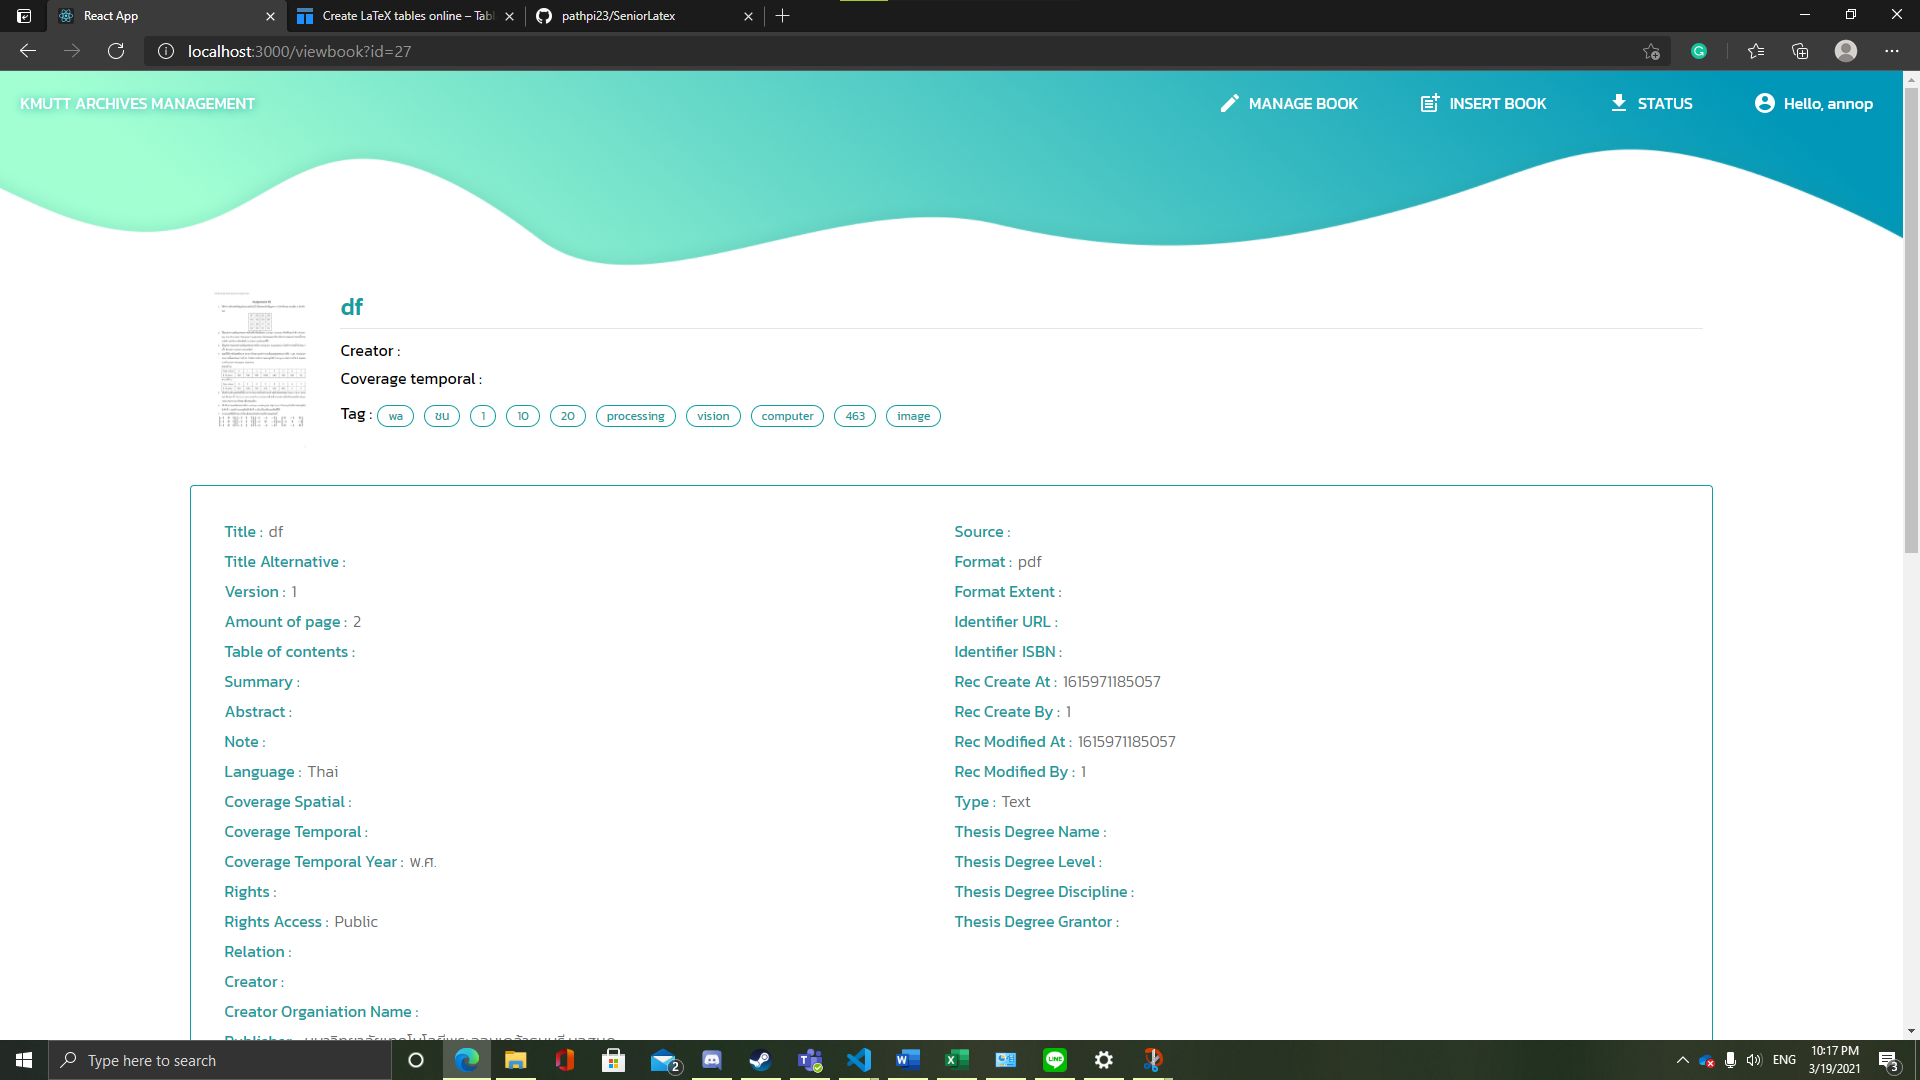 React App
Create LaTeX tables online – Tab
pathpi23/SeniorLatex
localhost:3000/viewbook?id=27
KMUTT ARCHIVES MANAGEMENT
MANAGE BOOK
INSERT BOOK
STATUS
Hello, annop
df
Creator :
Coverage temporal :
Tag : wa ชน 1 10 20 processing vision computer 463 image
Title : df
Title Alternative :
Version : 1
Amount of page : 2
Table of contents :
Summary :
Abstract :
Note :
Language : Thai
Coverage Spatial :
Coverage Temporal :
Coverage Temporal Year : พ.ศ.
Rights :
Rights Access : Public
Relation :
Creator :
Creator Organiation Name :
Source :
Format : pdf
Format Extent :
Identifier URL :
Identifier ISBN :
Rec Create At : 1615971185057
Rec Create By : 1
Rec Modified At : 1615971185057
Rec Modified By : 1
Type : Text
Thesis Degree Name :
Thesis Degree Level :
Thesis Degree Discipline :
Thesis Degree Grantor :
Type here to search
2
ENG
10:17 PM
3/19/2021
3